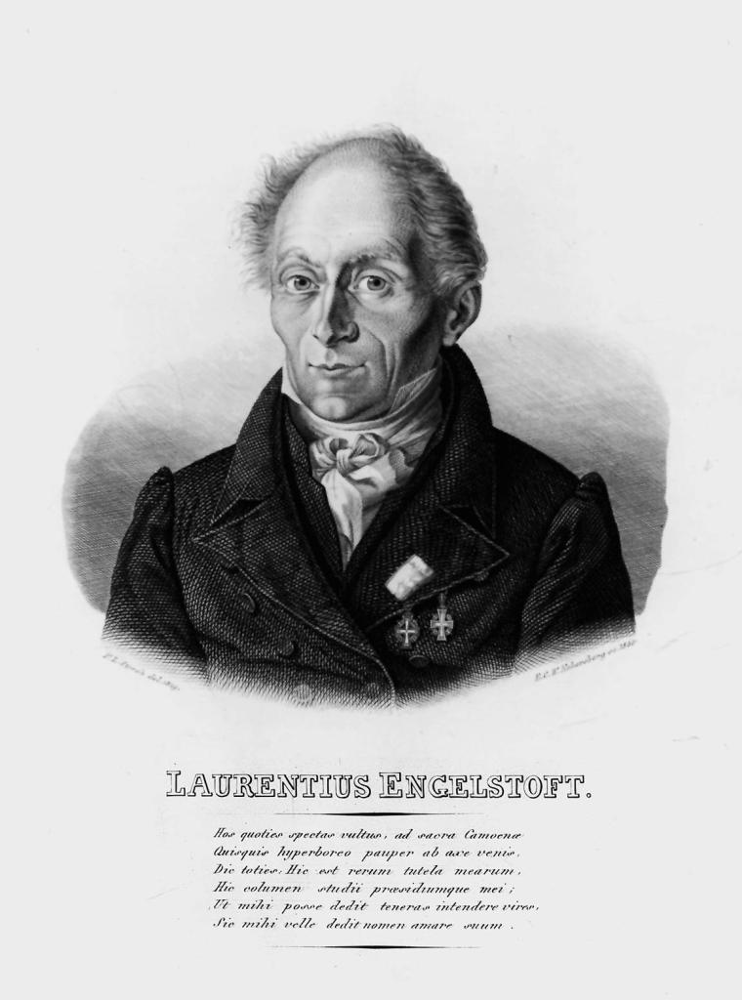 del.
LAURENTIUS ENGELSTOFT.
Hos quoties spectas vultus, ad sacra Camoenæ
Quisquis hyperboreo pauper ab axe venis,
Dic toties: Hic est rerum tutela mearum,
Hic columen studii præsidiumque mei;
Ut mihi posse dedit teneras intendere vires,
Sic mihi velle dedit nomen amare suum.